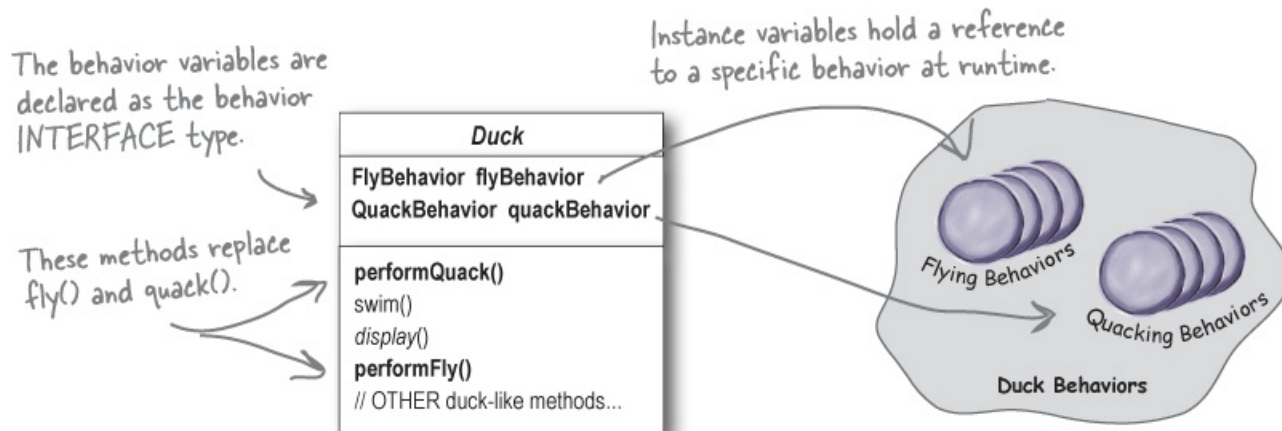 The behavior variables are
declared as the behavior
INTERFACE type.
These methods replace
fly() and quack().
Duck
FlyBehavior flyBehavior
QuackBehavior quackBehavior
performQuack()
swim()
display()
performFly()
// OTHER duck-like methods...
Instance variables hold a reference
to a specific behavior at runtime.
Flying Behaviors
Quacking Behaviors
Duck Behaviors